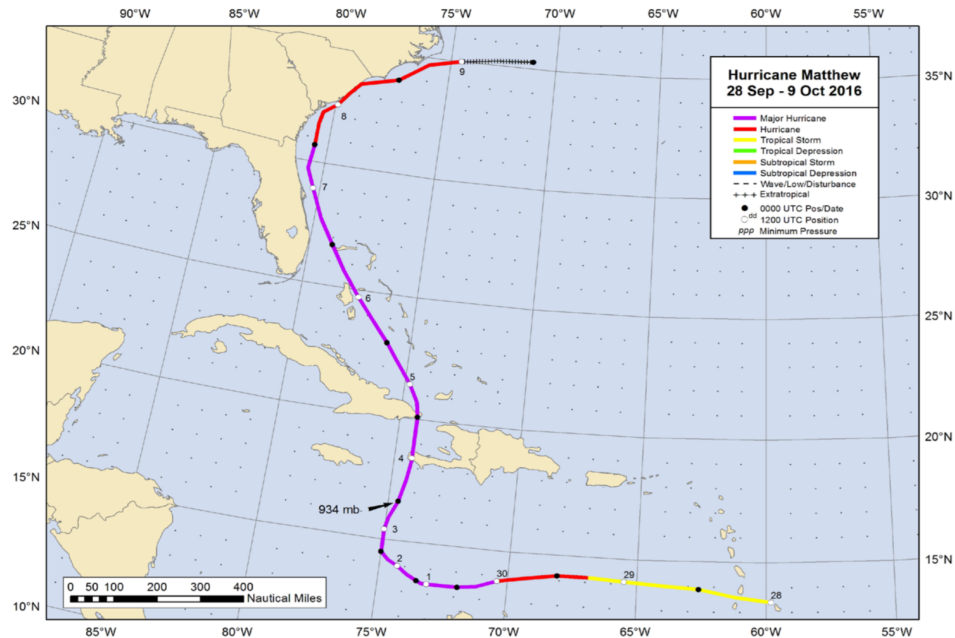 85°W 80°W 75°W 70°W 65°W 60°W 55°W
Hurricane Matthew
28 Sep - 9 Oct 2016
Major Hurricane
Hurricane
Tropical Storm
Tropical Depression
Subtropical Storm
Subtropical Depression
Wave/Low/Disturbance
Extratropical
0000 UTC Pos/Date
dd
1200 UTC Position
ppp Minimum Pressure
9
35°W
30°N
8
7
30°W
25°N
6
25°W
20°N
5
20°W
4
15°N
934 mb
3
15°W
2
1
30
29
28
0 50 100 200 300 400
Nautical Miles
10°N
85°W 80°W 75°W 70°W 65°W 60°W 55°W